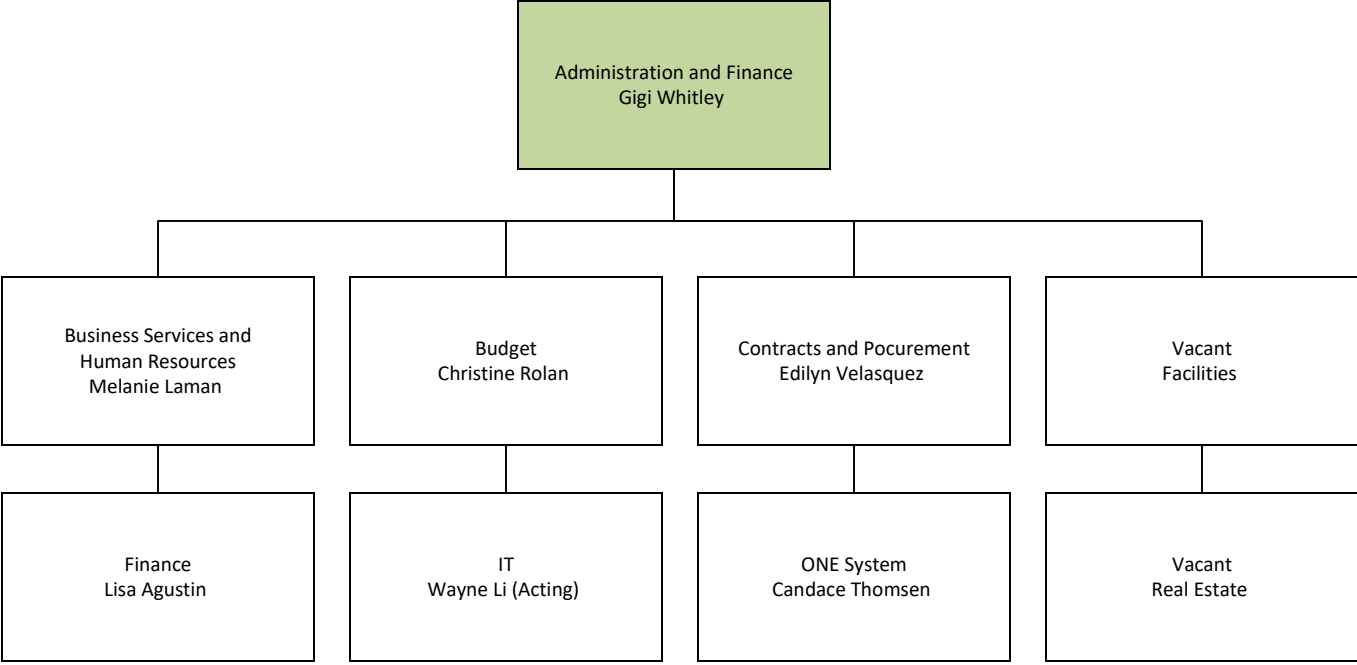 Administration and Finance
Gigi Whitley
Business Services and
Human Resources
Melanie Laman
Budget
Christine Rolan
Contracts and Pocurement
Edilyn Velasquez
Vacant
Facilities
Finance
Lisa Agustin
IT
Wayne Li (Acting)
ONE System
Candace Thomsen
Vacant
Real Estate